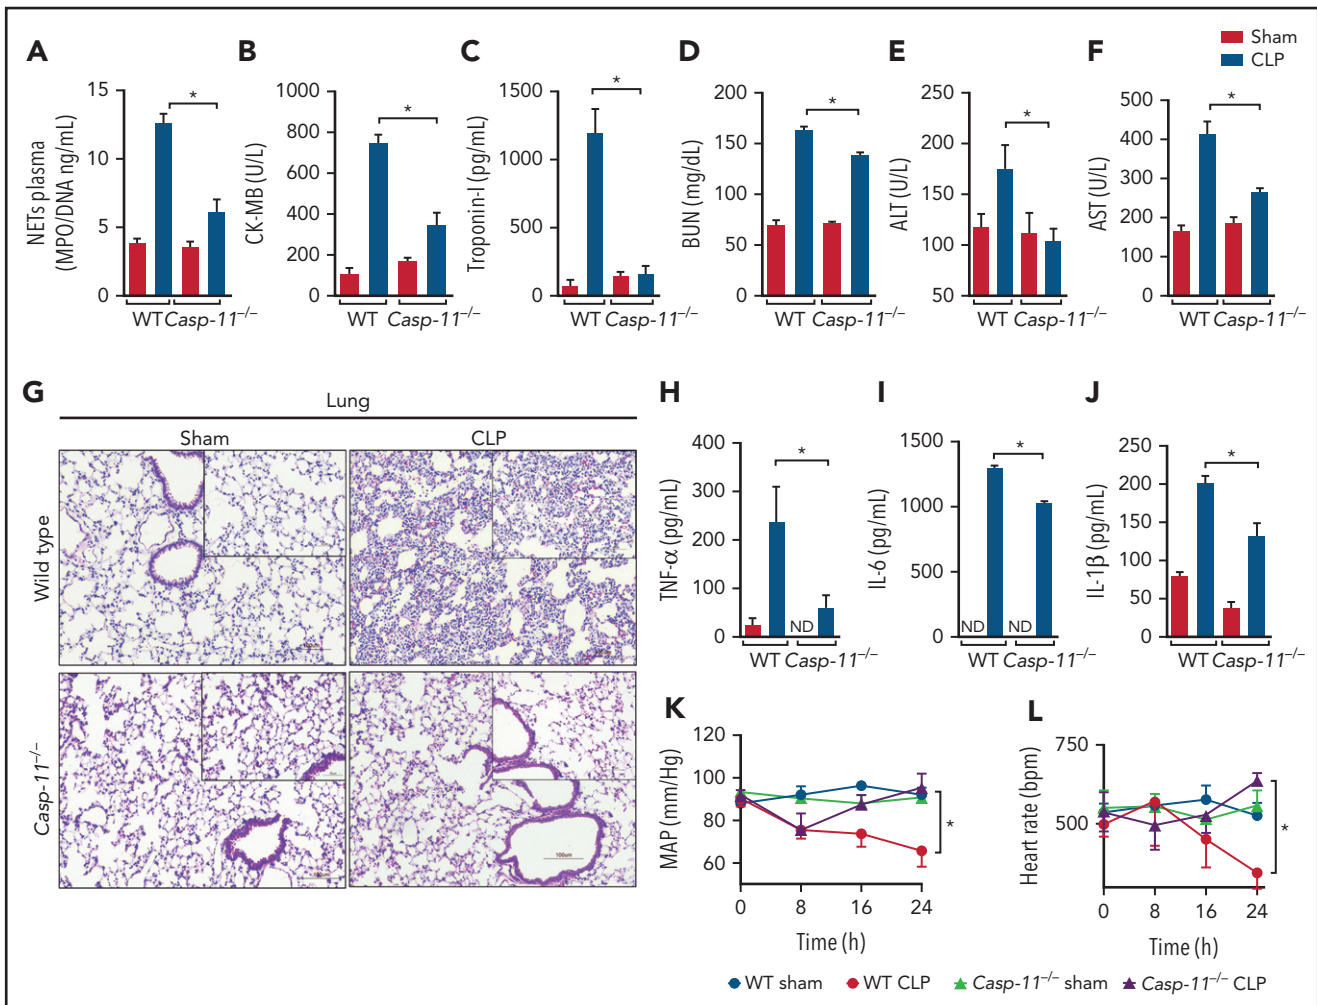 A
B
C
D
E
F
Sham
CLP
NETs plasma
(MPO/DNA ng/mL)
15
10
5
0
*
WT Casp-11−/−
CK-MB (U/L)
1000
800
600
400
200
0
*
WT Casp-11−/−
Troponin-I (pg/mL)
1500
1000
500
0
*
WT Casp-11−/−
BUN (mg/dL)
200
150
100
50
0
*
WT Casp-11−/−
ALT (U/L)
250
200
150
100
50
*
WT Casp-11−/−
AST (U/L)
500
400
300
200
100
0
*
WT Casp-11−/−
G
Lung
Sham
CLP
Wild type
Casp-11−/−
100um
H
I
J
TNF-α (pg/mL)
400
300
200
100
0
*
ND
WT Casp-11−/−
IL-6 (pg/mL)
1500
1000
500
0
*
ND
ND
WT Casp-11−/−
IL-1β (pg/mL)
250
200
150
100
50
0
*
WT Casp-11−/−
K
MAP (mm/Hg)
120
100
80
60
*
0 8 16 24
Time (h)
L
Heart rate (bpm)
750
500
*
0 8 16 24
Time (h)
WT sham
WT CLP
Casp-11−/− sham
Casp-11−/− CLP